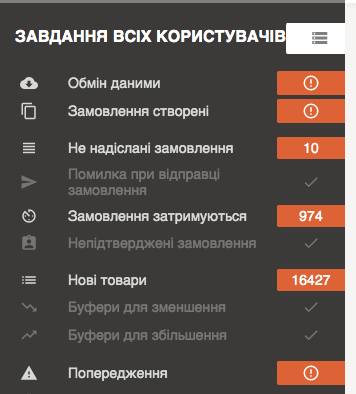 ЗАВДАННЯ ВСІХ КОРИСТУВАЧІВ
Обмін даними
Замовлення створені
Не надіслані замовлення 10
Помилка при відправці
замовлення
Замовлення затримуються 974
Непідтверджені замовлення
Нові товари 16427
Буфери для зменшення
Буфери для збільшення
Попередження